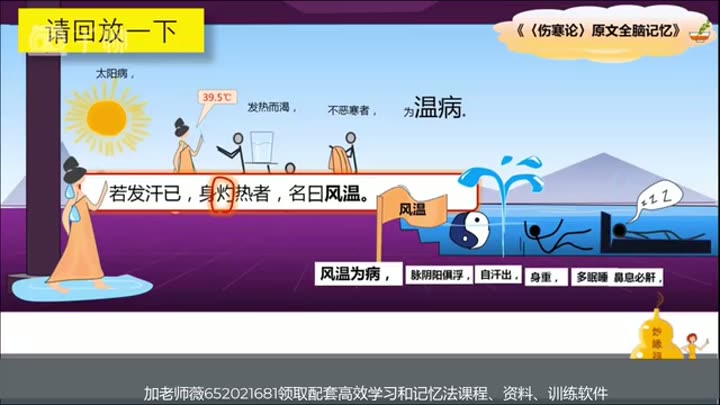 请回放一下
《〈伤寒论〉原文全脑记忆》
太阳病，
39.5℃
发热而渴，
不恶寒者，
为温病.
若发汗已，身灼热者，名曰风温。
风温
zzz
风温为病，
脉阴阳俱浮，
自汗出，
身重，
多眠睡 鼻息必鼾，
加老师薇652021681领取配套高效学习和记忆法课程、资料、训练软件